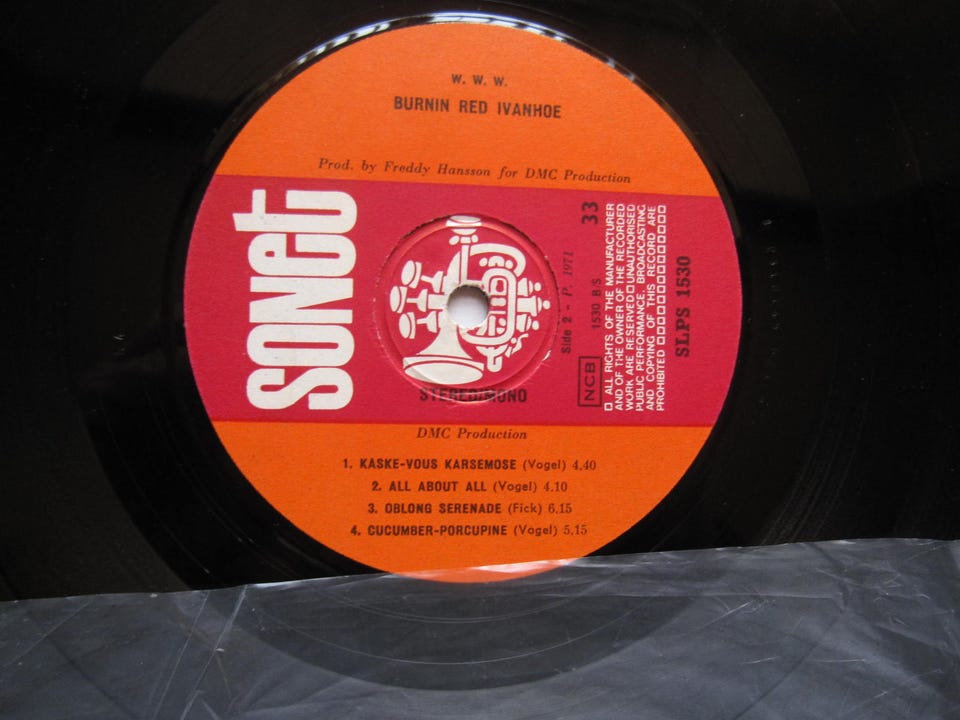 W. W. W.
BURNIN RED IVANHOE
Prod. by Freddy Hansson for DMC Production
SONET
STEREO/MONO
Side 2 - P. 1971
NCB
1530 B/S
33
□ ALL RIGHTS OF THE MANUFACTURER
AND OF THE OWNER OF THE RECORDED
WORK ARE RESERVED □ UNAUTHORISED
PUBLIC PERFORMANCE, BROADCASTING
AND COPYING OF THIS RECORD ARE
PROHIBITED □□□□□□□□□□□□
SLPS 1530
DMC Production
1. KASKE-VOUS KARSEMOSE (Vogel) 4.40
2. ALL ABOUT ALL (Vogel) 4.10
3. OBLONG SERENADE (Fick) 6.15
4. CUCUMBER-PORCUPINE (Vogel) 5.15